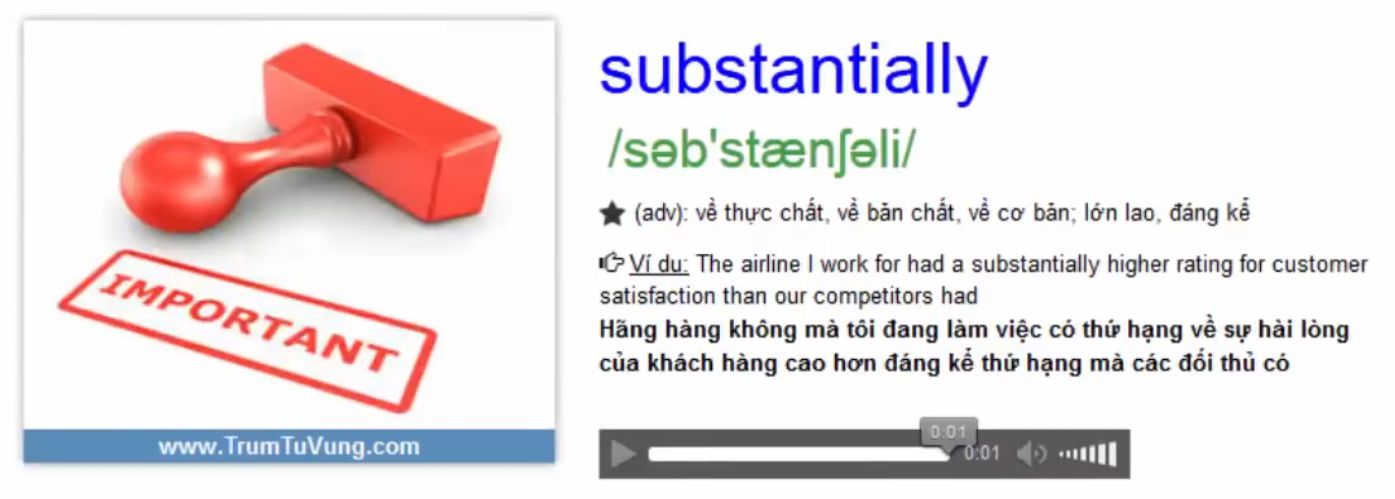 substantially
/səb'stænʃəli/
★ (adv): về thực chất, về bản chất, về cơ bản; lớn lao, đáng kể
Ví dụ: The airline I work for had a substantially higher rating for customer
satisfaction than our competitors had
Hãng hàng không mà tôi đang làm việc có thứ hạng về sự hài lòng
của khách hàng cao hơn đáng kể thứ hạng mà các đối thủ có
IMPORTANT
www.TrumTuVung.com
0:01
0:01